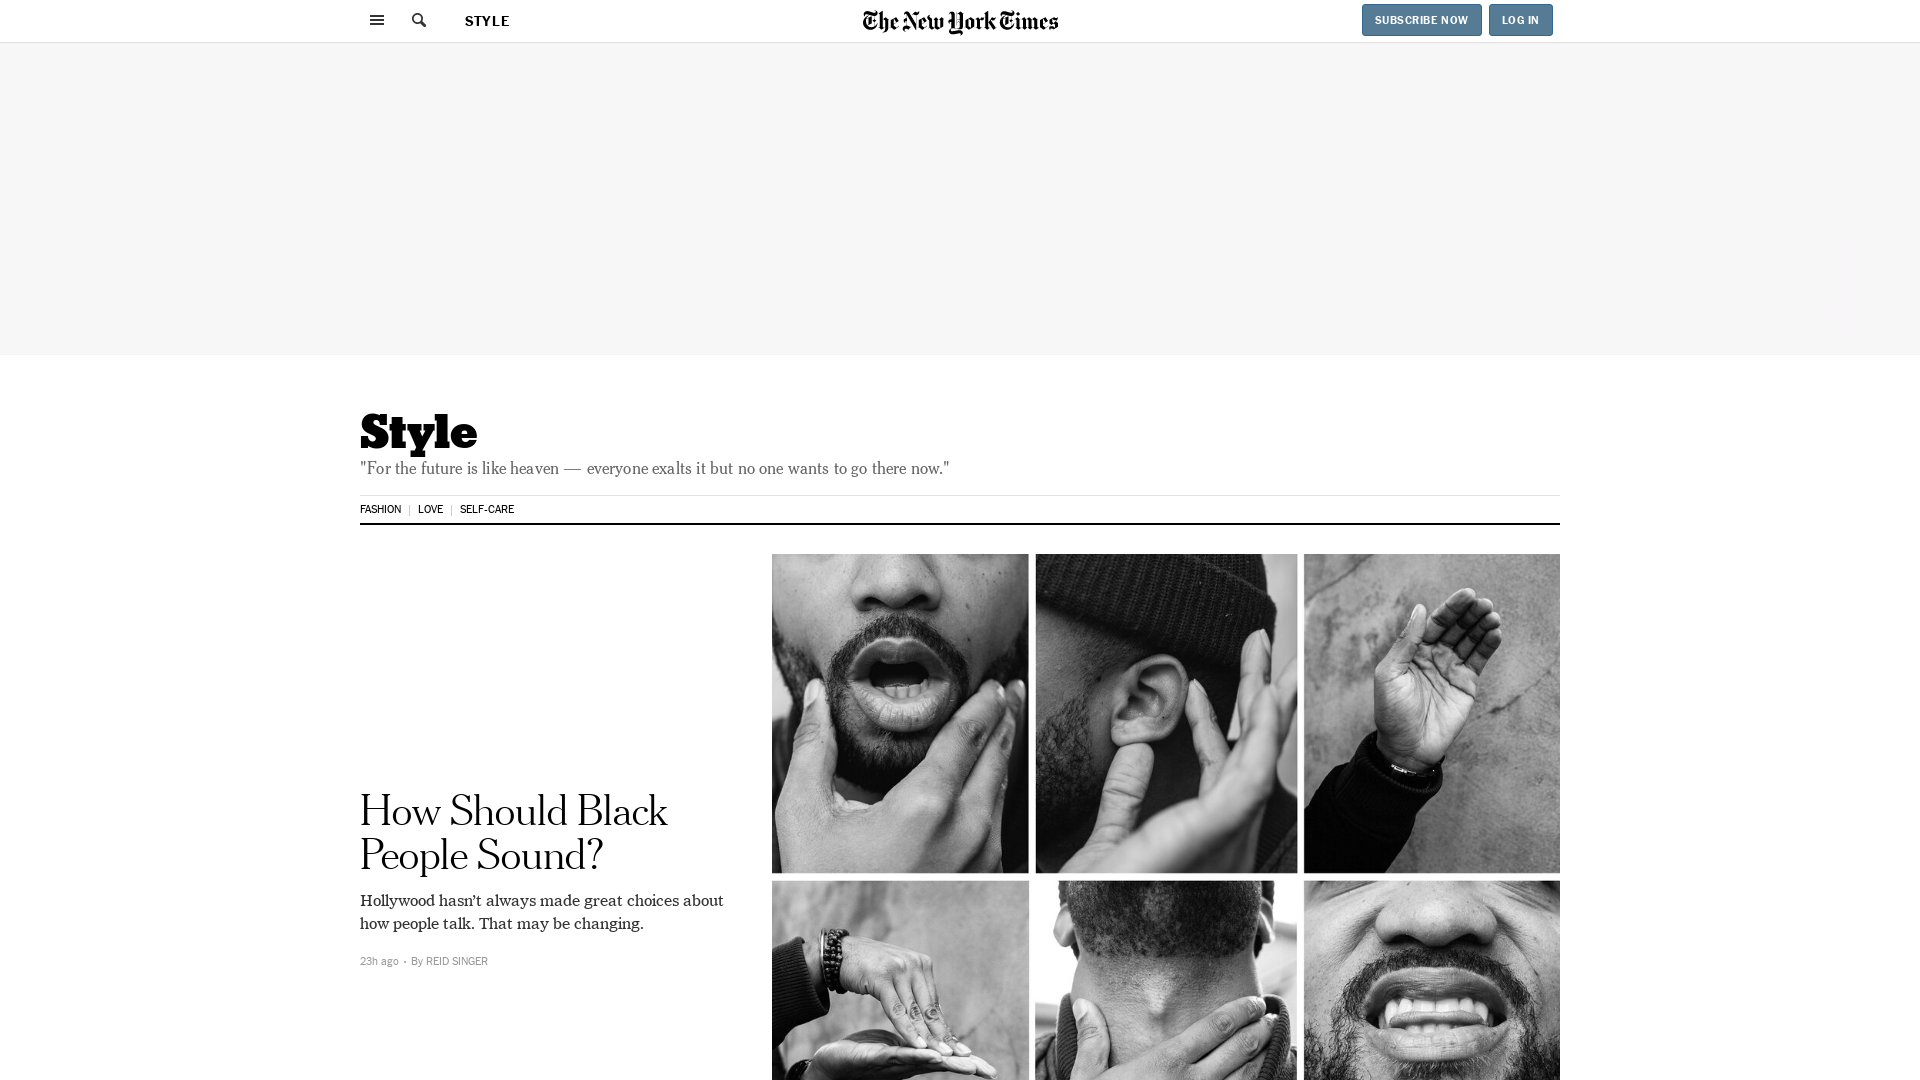 STYLE
The New York Times
SUBSCRIBE NOW
LOG IN
Style
"For the future is like heaven — everyone exalts it but no one wants to go there now."
FASHION
LOVE
SELF-CARE
How Should Black
People Sound?
Hollywood hasn’t always made great choices about
how people talk. That may be changing.
23h ago · By REID SINGER